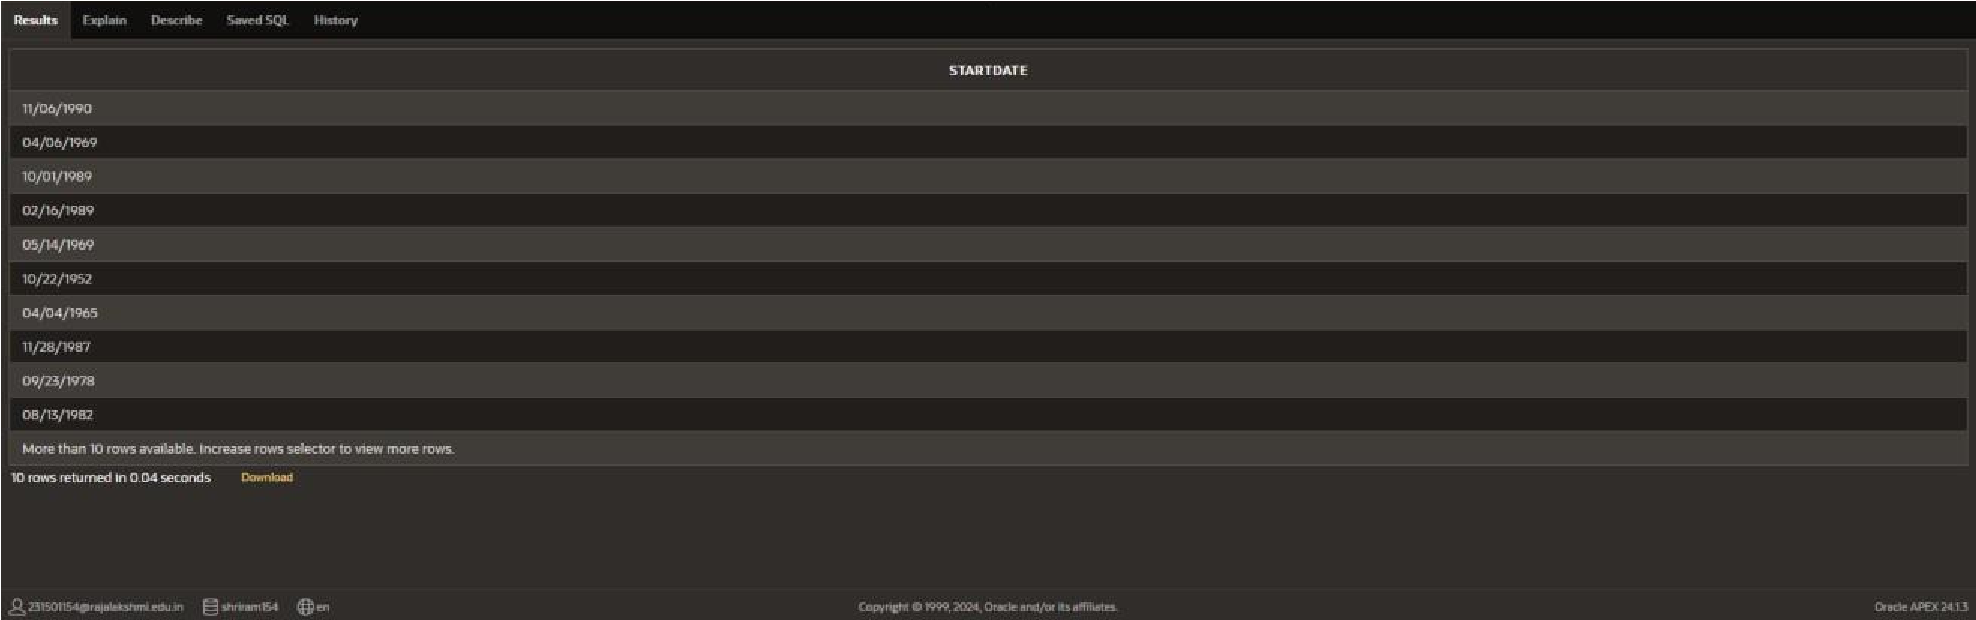 Results Explain Describe Saved SQL History
STARTDATE
11/06/1990
04/06/1969
10/01/1989
02/16/1989
05/14/1969
10/22/1952
04/04/1965
11/28/1987
09/23/1978
08/13/1982
More than 10 rows available. Increase rows selector to view more rows.
10 rows returned in 0.04 seconds Download
231501154@rajalakshmi.edu.in shriram154 en Copyright © 1999, 2024, Oracle and/or its affiliates. Oracle APEX 24.1.3